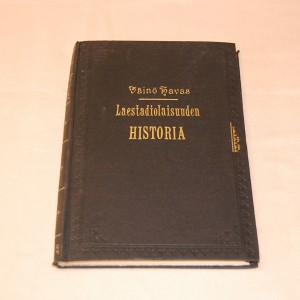 Väinö Havas
Laestadiolaisuuden
HISTORIA